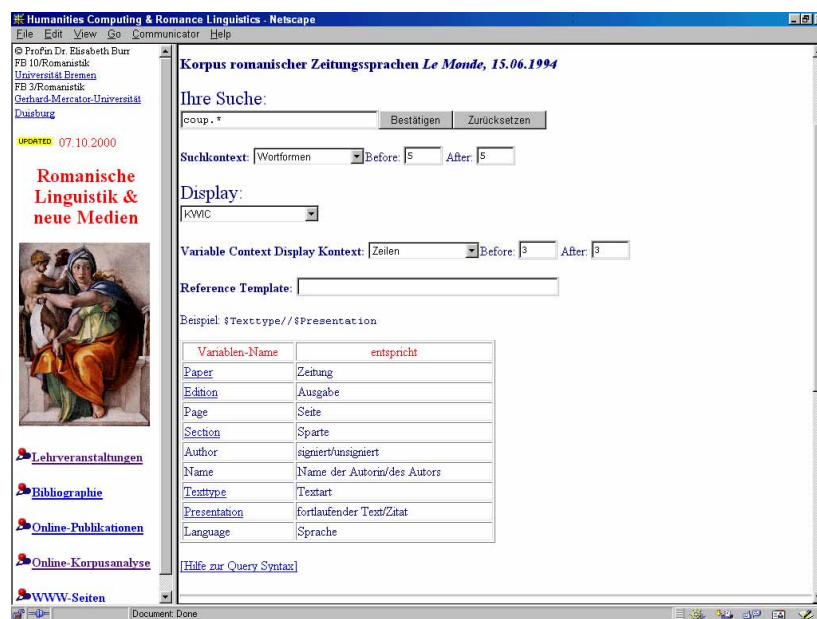 Humanities Computing & Romance Linguistics - Netscape
File Edit View Go Communicator Help
© Profin Dr. Elisabeth Burr
FB 10/Romanistik
Universität Bremen
FB 3/Romanistik
Gerhard-Mercator-Universität
Duisburg
UPDATED 07.10.2000
Romanische
Linguistik &
neue Medien
Lehrveranstaltungen
Bibliographie
Online-Publikationen
Online-Korpusanalyse
WWW-Seiten
Korpus romanischer Zeitungssprachen Le Monde, 15.06.1994
Ihre Suche:
coup.* Bestätigen Zurücksetzen
Suchkontext: Wortformen Before: 5 After: 5
Display:
KWIC
Variable Context Display Kontext: Zeilen Before: 3 After: 3
Reference Template:
Beispiel: $Texttype//$Presentation
Variablen-Name entspricht
Paper Zeitung
Edition Ausgabe
Page Seite
Section Sparte
Author signiert/unsigniert
Name Name der Autorin/des Autors
Texttype Textart
Presentation fortlaufender Text/Zitat
Language Sprache
[Hilfe zur Query Syntax]
Document: Done